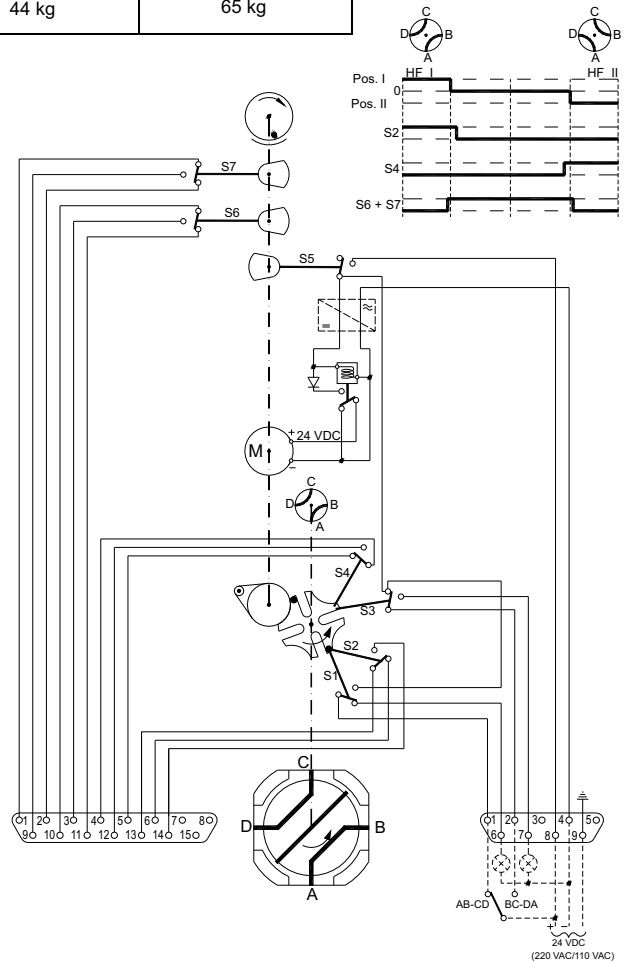 44 kg 65 kg
C
D B
A
C
D B
A
HF I HF II
Pos. I
0
Pos. II
S2
S4
S6 + S7
S7
S6
S5
≈
=
M
+ 24 VDC
−
C
D B
A
S4
S3
S2
S1
C
D B
A
1 2 3 4 5 6 7 8
9 10 11 12 13 14 15
1 2 3 4 5
6 7 8 9
AB-CD BC-DA
+ −
24 VDC
(220 VAC/110 VAC)